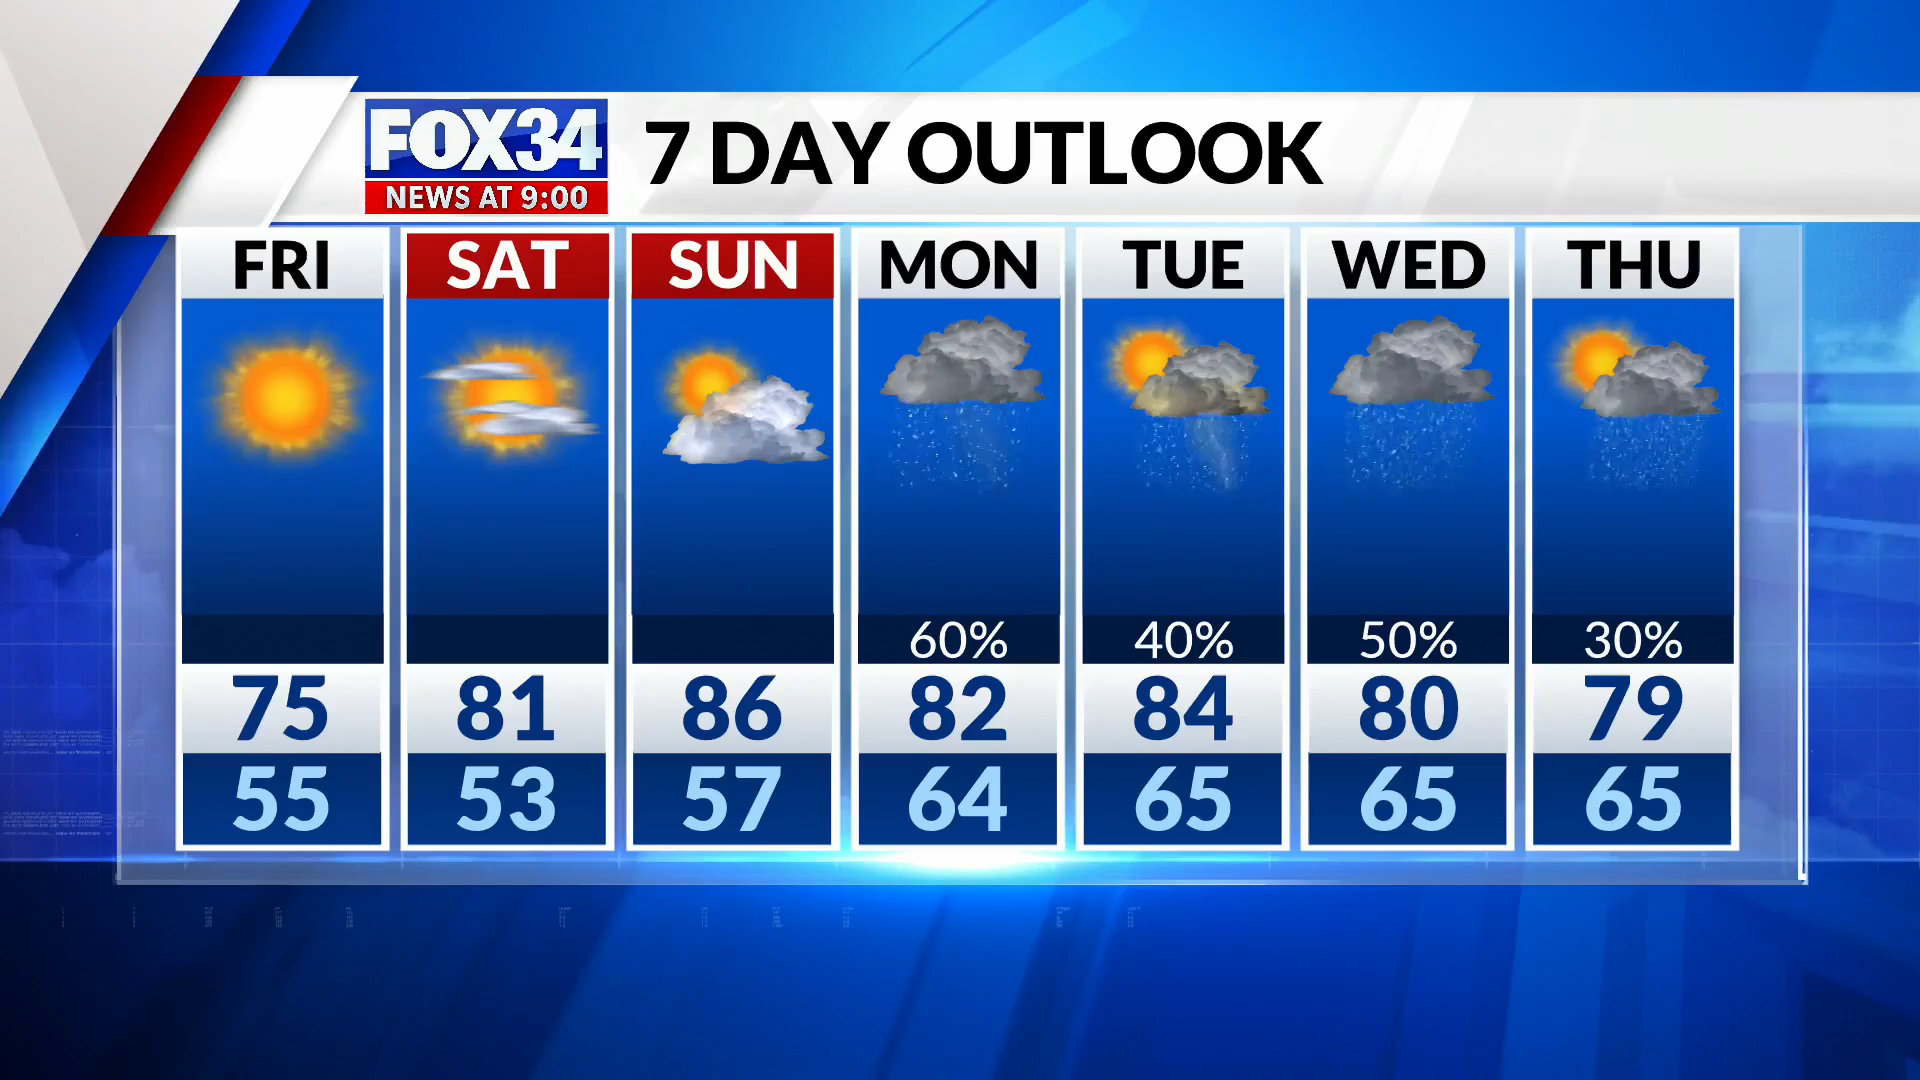 FOX34
NEWS AT 9:00
7 DAY OUTLOOK
FRI SAT SUN MON TUE WED THU
60% 40% 50% 30%
75 81 86 82 84 80 79
55 53 57 64 65 65 65